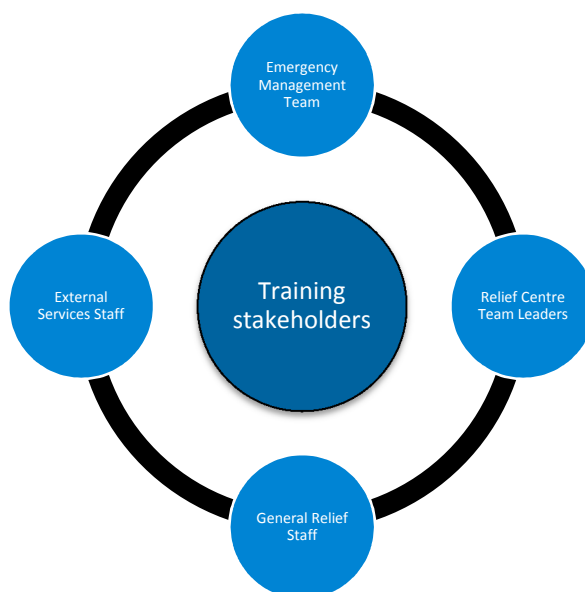 Emergency
Management
Team
External
Services Staff
Training
stakeholders
Relief Centre
Team Leaders
General Relief
Staff